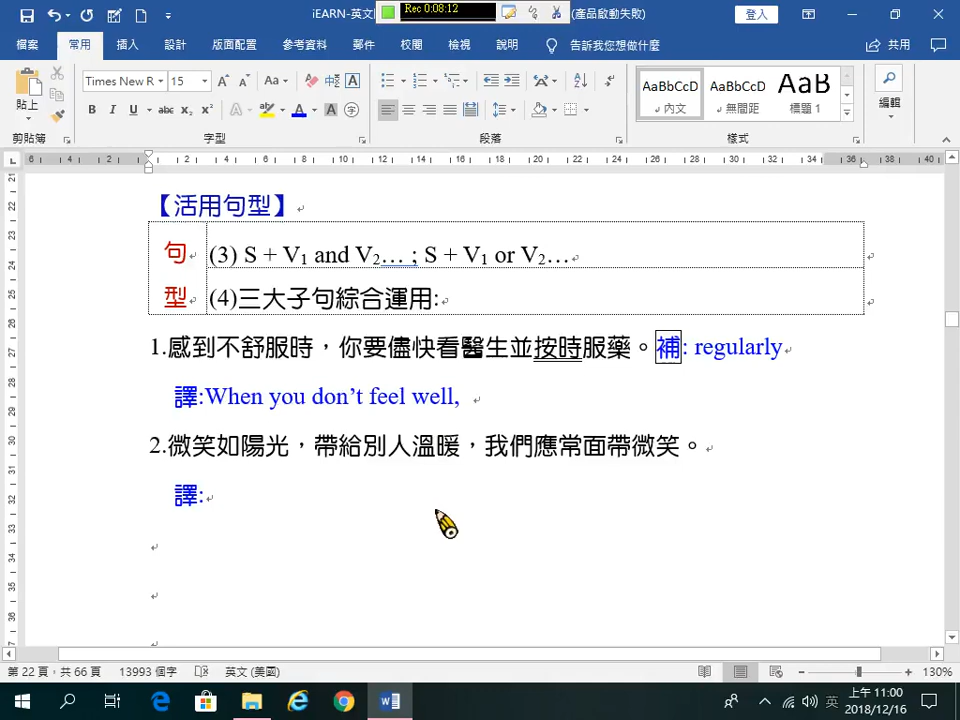 iEARN-英文
Rec 0:08:12
(產品啟動失敗)
登入
檔案 常用 插入 設計 版面配置 參考資料 郵件 校閱 檢視 說明 告訴我您想做什麼 共用
貼上
Times New R 15
AaBbCcD AaBbCcD AaB
內文 無間距 標題 1
編輯
剪貼簿 字型 段落 樣式
【活用句型】
句 (3) S + V1 and V2… ; S + V1 or V2…
型 (4)三大子句綜合運用:
1.感到不舒服時，你要儘快看醫生並按時服藥。補: regularly
譯:When you don’t feel well,
2.微笑如陽光，帶給別人溫暖，我們應常面帶微笑。
譯:
第 22 頁，共 66 頁 13993 個字 英文 (美國) 130%
英 上午 11:00
2018/12/16